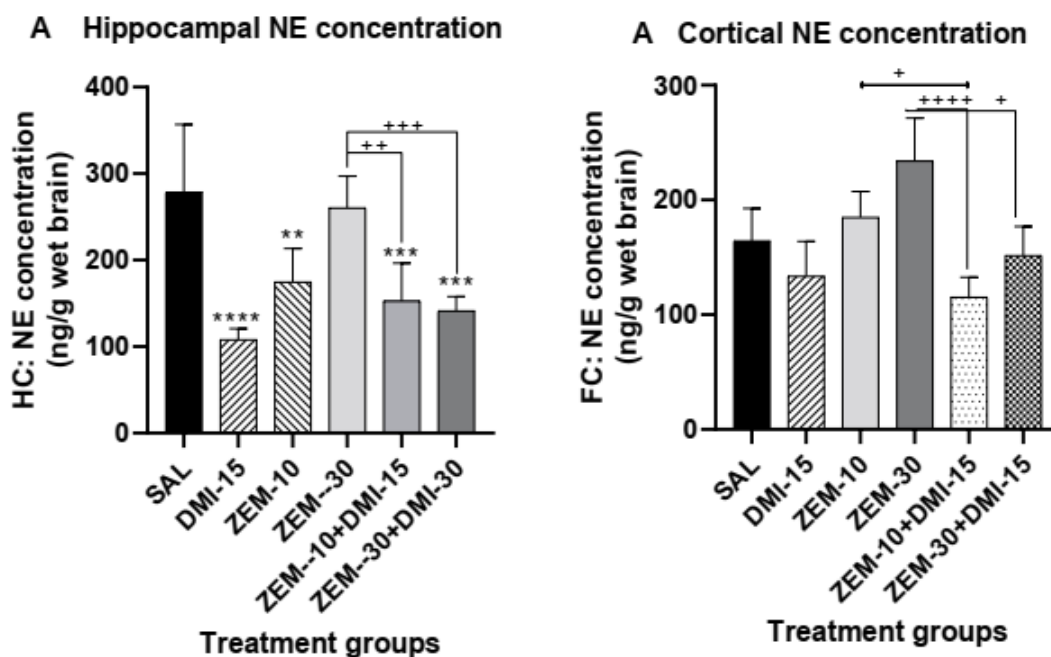 A Hippocampal NE concentration
HC: NE concentration
(ng/g wet brain)
400
300
200
100
0
+++
++
**
***
***
****
SAL
DMI-15
ZEM-10
ZEM--30
ZEM--10+DMI-15
ZEM--30+DMI-30
Treatment groups
A Cortical NE concentration
FC: NE concentration
(ng/g wet brain)
300
200
100
0
+
++++
+
SAL
DMI-15
ZEM-10
ZEM-30
ZEM-10+DMI-15
ZEM-30+DMI-15
Treatment groups